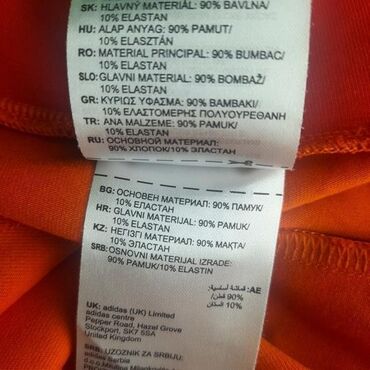 SK: HLAVNÝ MATERIÁL: 90% BAVLNA/
10% ELASTAN
HU: ALAP ANYAG: 90% PAMUT/
10% ELASZTÁN
RO: MATERIAL PRINCIPAL: 90% BUMBAC/
10% ELASTAN
SLO: GLAVNI MATERIAL: 90% BOMBAŽ/
10% ELASTAN
GR: ΚΥΡΙΩΣ ΥΦΑΣΜΑ: 90% ΒΑΜΒΑΚΙ/
10% ΕΛΑΣΤΟΜΕΡΗΣ ΠΟΛΥΟΥΡΕΘΑΝΗ
TR: ANA MALZEME: 90% PAMUK/
10% ELASTAN
RU: ОСНОВНОЙ МАТЕРИАЛ:
90% ХЛОПОК/10% ЭЛАСТАН
BG: ОСНОВЕН МАТЕРИАЛ: 90% ПАМУК/
10% ЕЛАСТАН
HR: GLAVNI MATERIJAL: 90% PAMUK/
10% ELASTAN
KZ: НЕГІЗГІ МАТЕРИАЛ: 90% МАҚТА/
10% ЭЛАСТАН
SRB: OSNOVNI MATERIJAL IZRADE:
90% PAMUK/10% ELASTIN
AE: قماشة أساسية:
90% قطن/
10% إلاستان
UK: adidas (UK) Limited
adidas centre
Pepper Road, Hazel Grove
Stockport, SK7 5SA
United Kingdom
SRB: UVOZNIK ZA SRBIJU:
adidas Serbia
d.o.o.